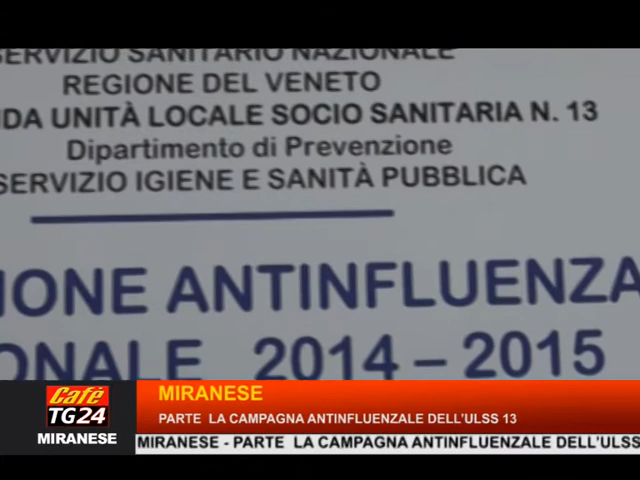 SERVIZIO SANITARIO NAZIONALE
REGIONE DEL VENETO
UNITÀ LOCALE SOCIO SANITARIA N. 13
Dipartimento di Prevenzione
SERVIZIO IGIENE E SANITÀ PUBBLICA
IONE ANTINFLUENZA
ONALE 2014 – 2015
Cafè
TG24
MIRANESE
MIRANESE
PARTE LA CAMPAGNA ANTINFLUENZALE DELL'ULSS 13
MIRANESE - PARTE LA CAMPAGNA ANTINFLUENZALE DELL'ULSS